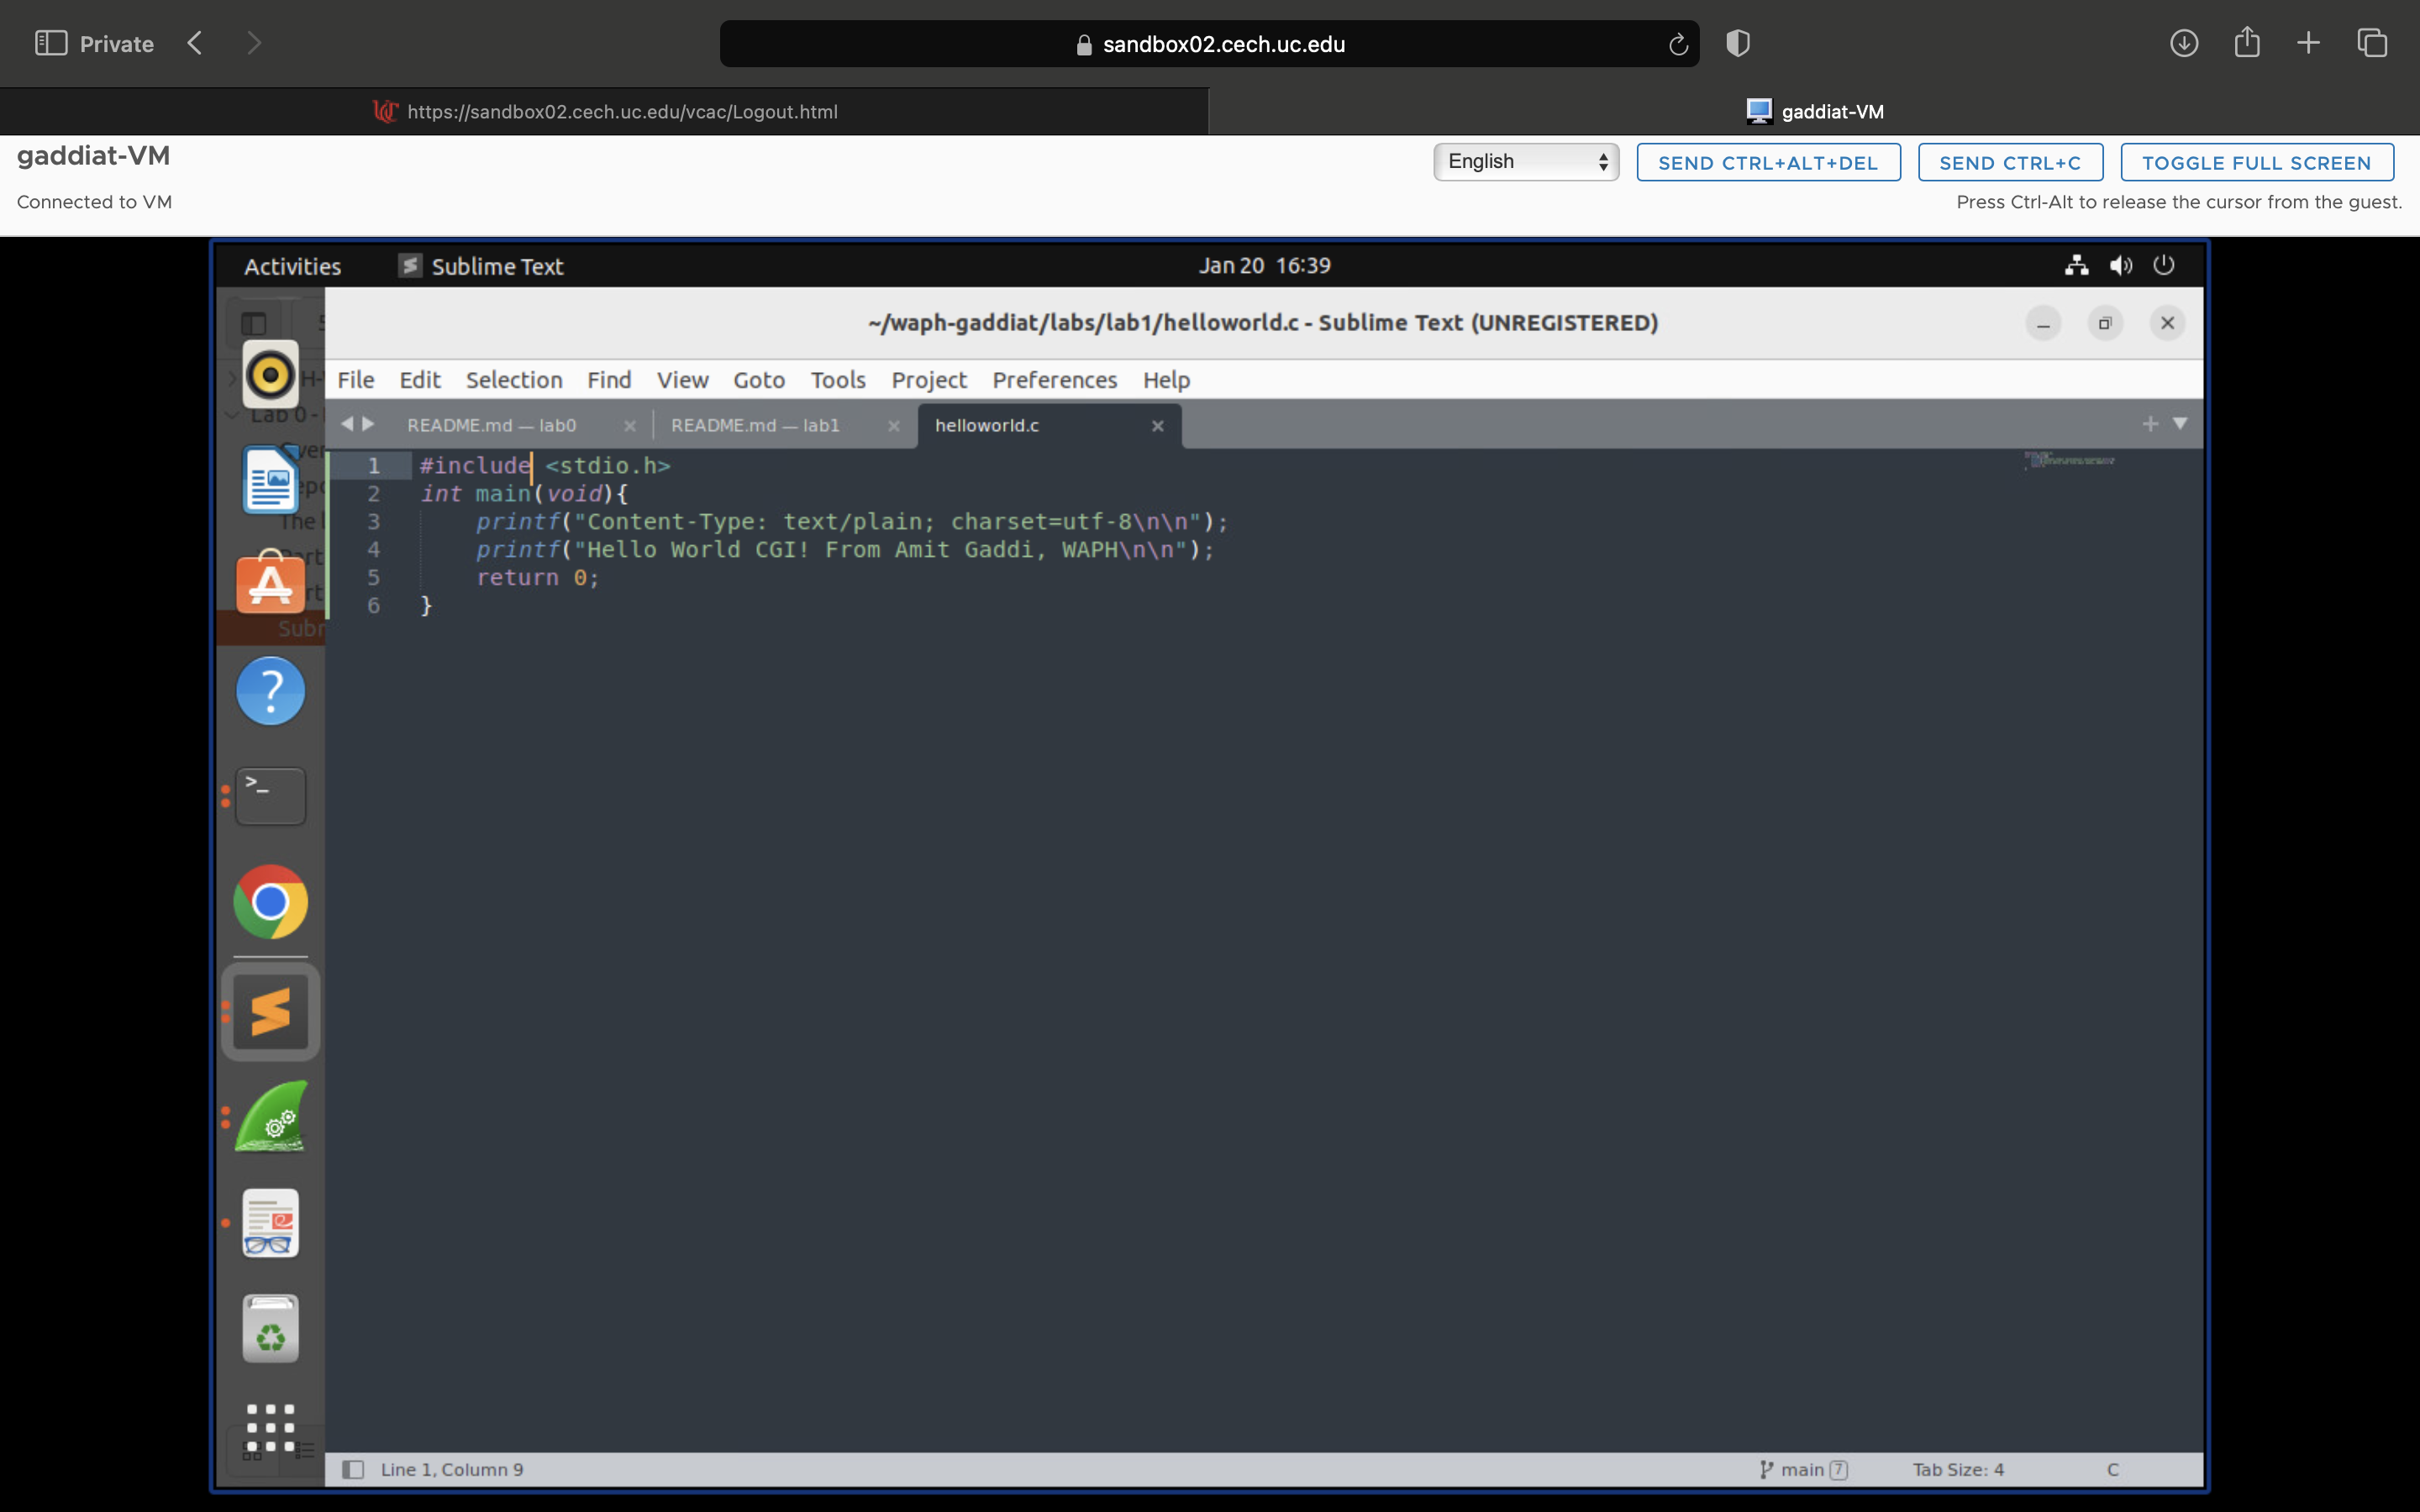 Private
sandbox02.cech.uc.edu
https://sandbox02.cech.uc.edu/vcac/Logout.html
gaddiat-VM
gaddiat-VM
English
SEND CTRL+ALT+DEL
SEND CTRL+C
TOGGLE FULL SCREEN
Connected to VM
Press Ctrl-Alt to release the cursor from the guest.
Activities
Sublime Text
Jan 20 16:39
~/waph-gaddiat/labs/lab1/helloworld.c - Sublime Text (UNREGISTERED)
File Edit Selection Find View Goto Tools Project Preferences Help
README.md — lab0
README.md — lab1
helloworld.c
1 #include <stdio.h>
2 int main(void){
3 printf("Content-Type: text/plain; charset=utf-8\n\n");
4 printf("Hello World CGI! From Amit Gaddi, WAPH\n\n");
5 return 0;
6 }
Lab 0 -
The
Line 1, Column 9
main 7
Tab Size: 4
C